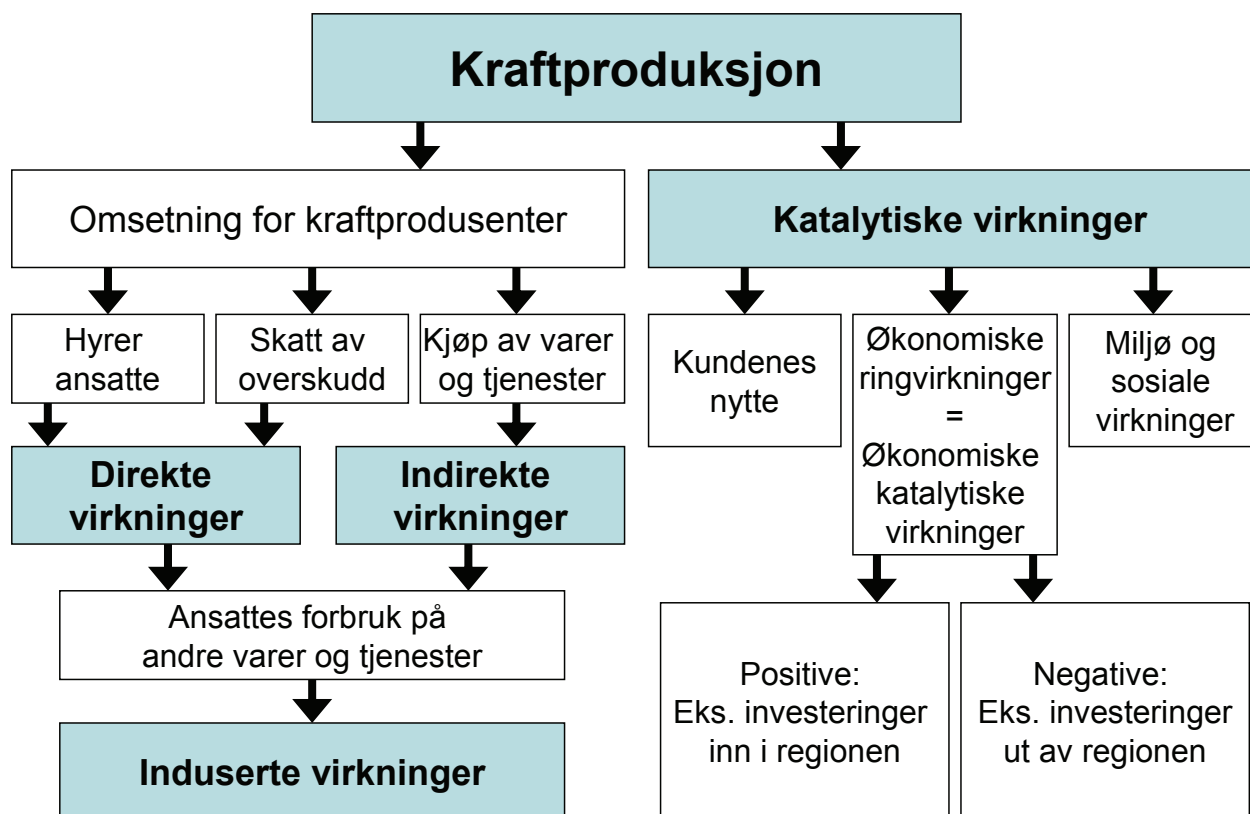 Kraftproduksjon
Omsetning for kraftprodusenter
Katalytiske virkninger
Hyrer
ansatte
Skatt av
overskudd
Kjøp av varer
og tjenester
Kundenes
nytte
Økonomiske
ringvirkninger
=
Økonomiske
katalytiske
virkninger
Miljø og
sosiale
virkninger
Direkte
virkninger
Indirekte
virkninger
Ansattes forbruk på
andre varer og tjenester
Induserte virkninger
Positive:
Eks. investeringer
inn i regionen
Negative:
Eks. investeringer
ut av regionen